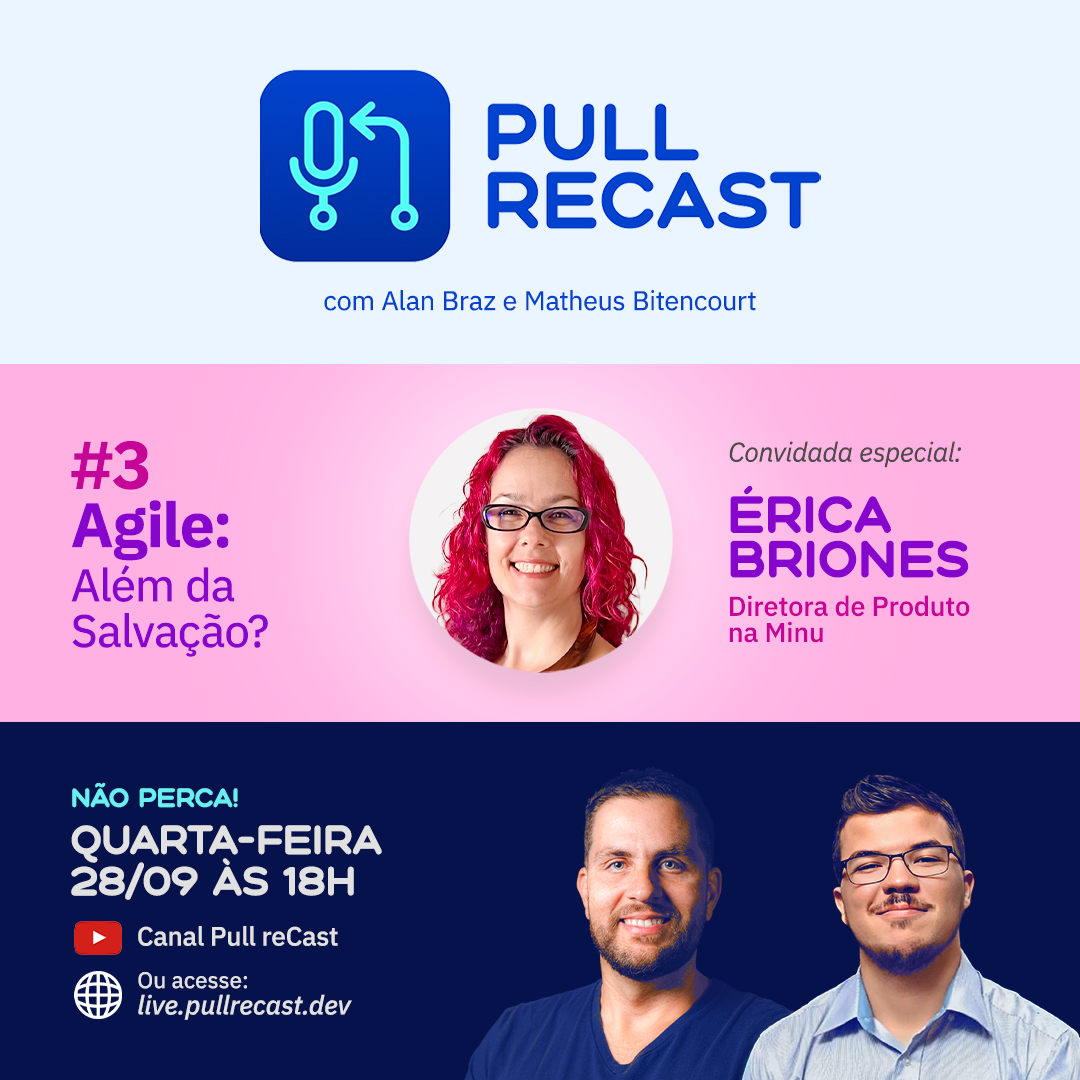 PULL
RECAST
com Alan Braz e Matheus Bitencourt
#3
Agile:
Além da
Salvação?
Convidada especial:
ÉRICA
BRIONES
Diretora de Produto
na Minu
NÃO PERCA!
QUARTA-FEIRA
28/09 ÀS 18H
Canal Pull reCast
Ou acesse:
live.pullrecast.dev